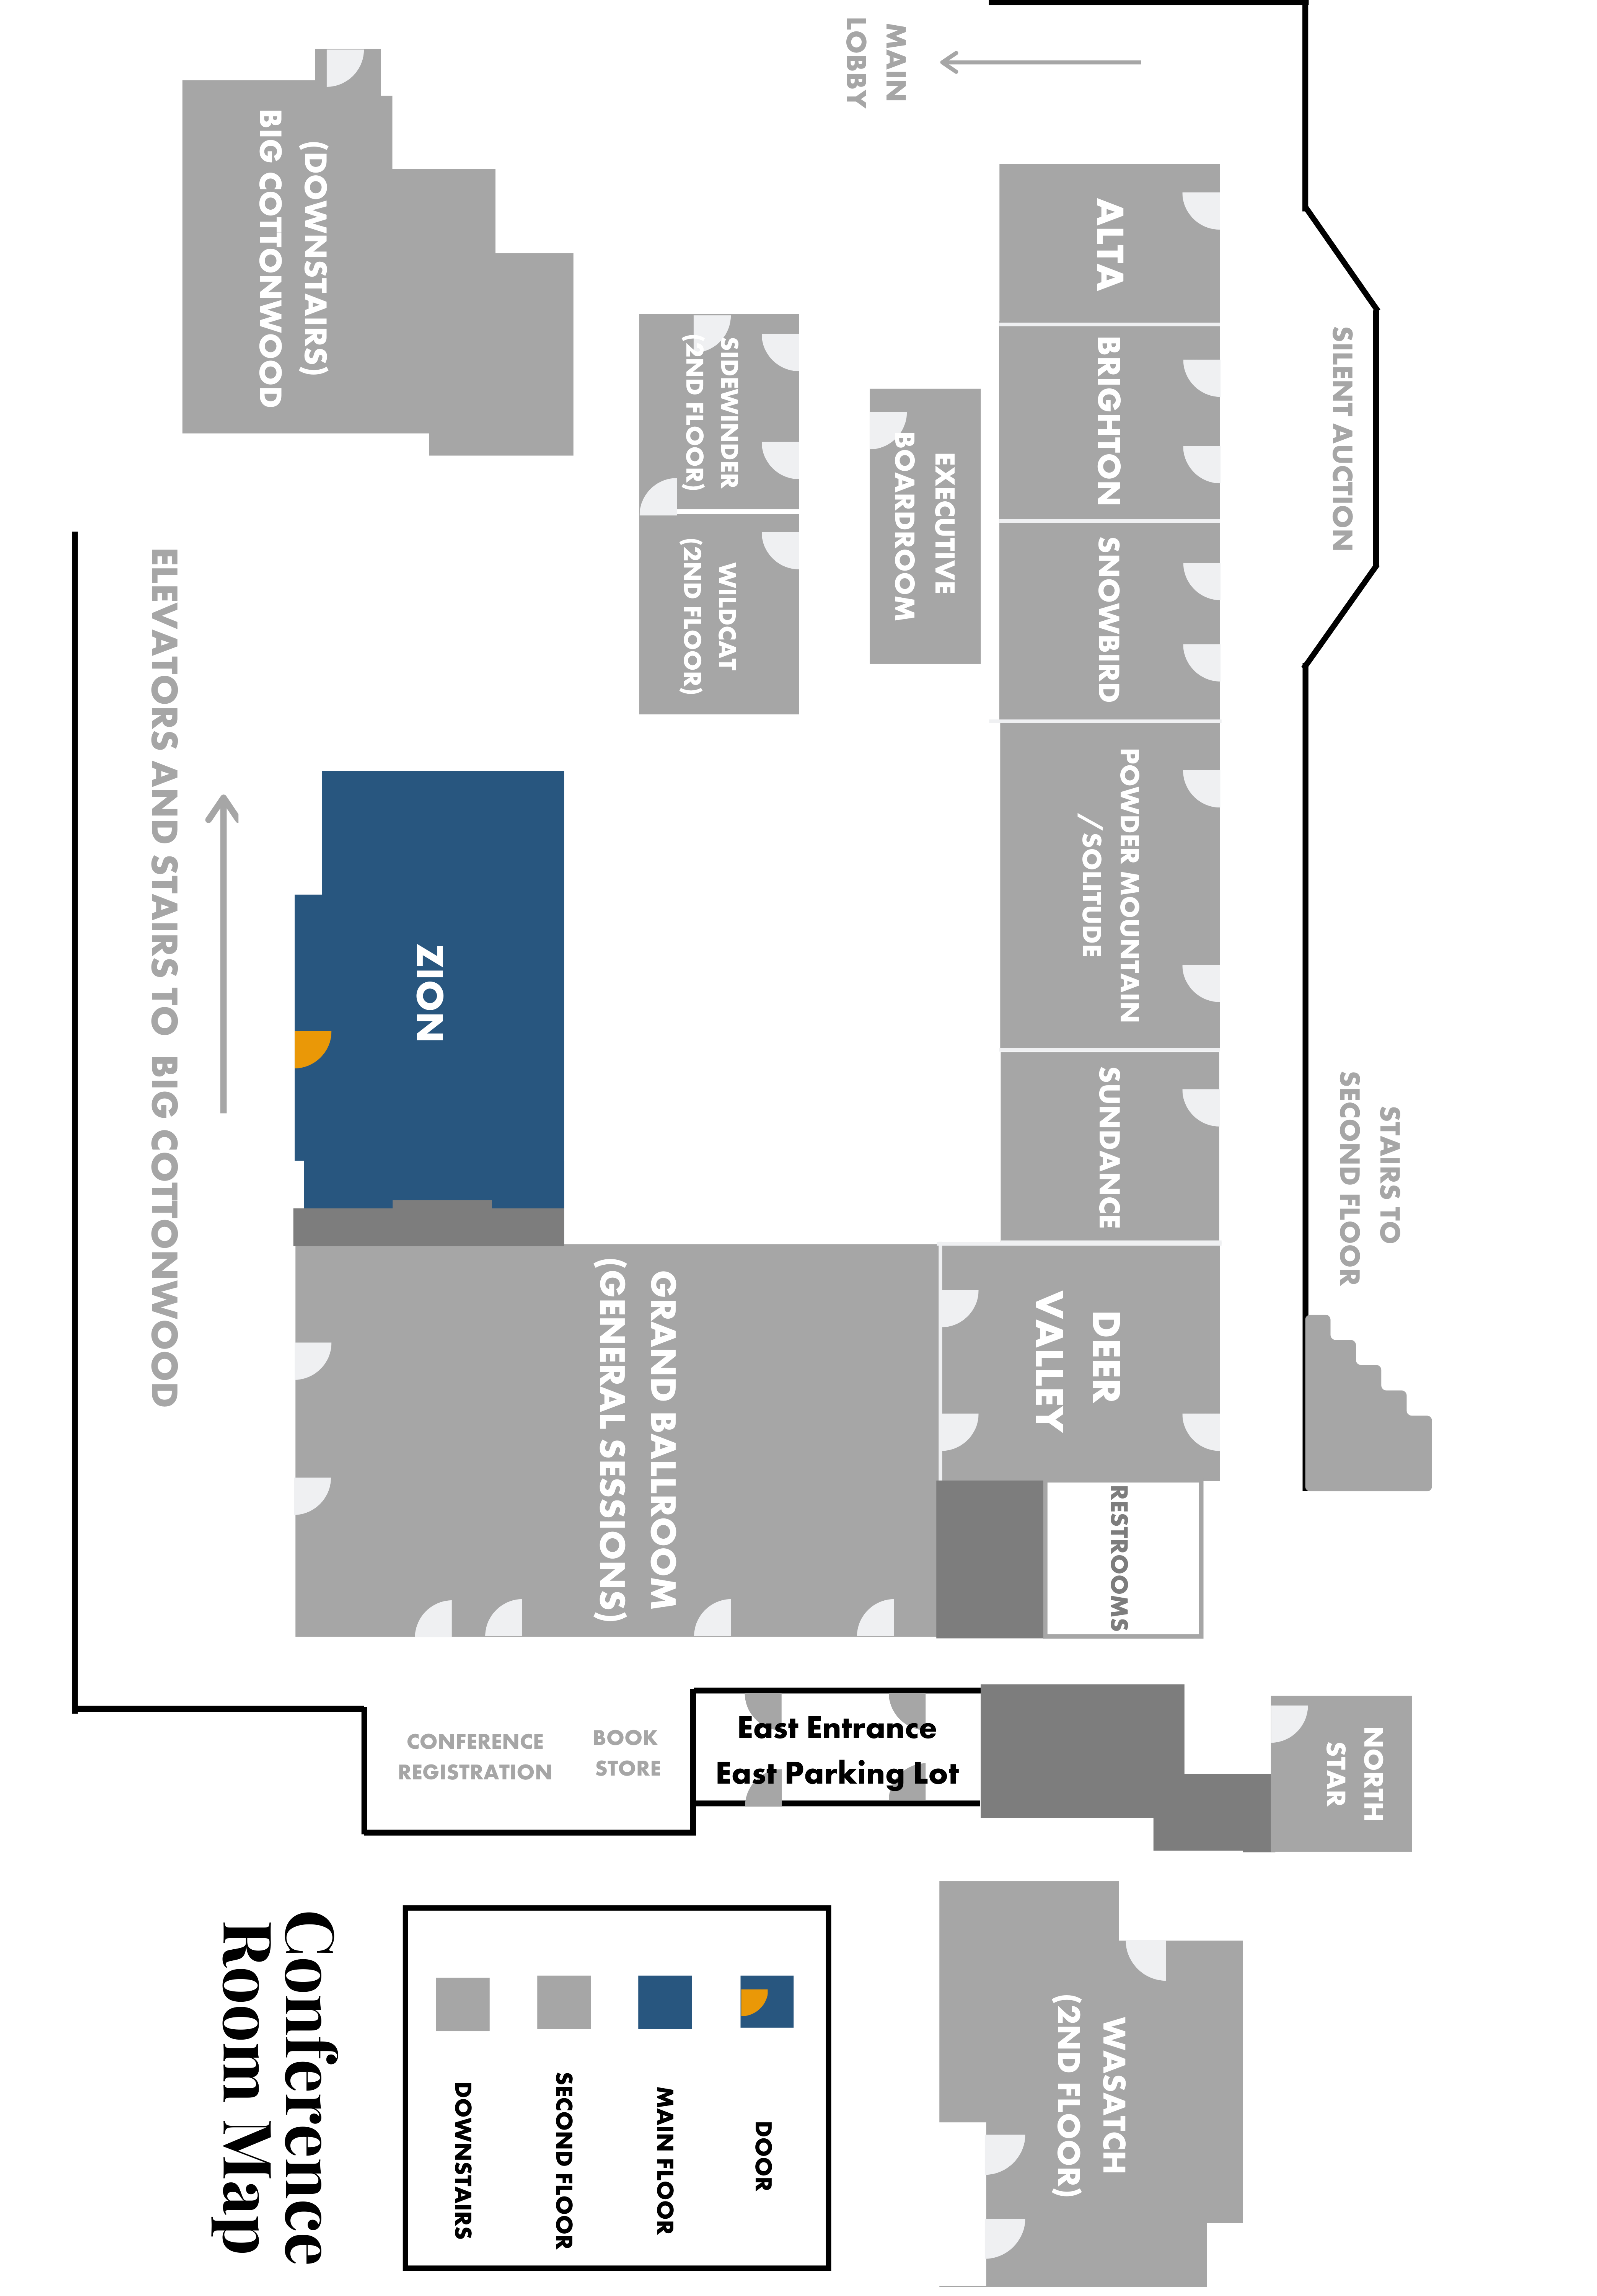 MAIN
LOBBY
ALTA
BRIGHTON
SNOWBIRD
POWDER MOUNTAIN
/SOLITUDE
SUNDANCE
DEER
VALLEY
RESTROOMS
SILENT AUCTION
STAIRS TO
SECOND FLOOR
EXECUTIVE
BOARDROOM
SIDEWINDER
(2ND FLOOR)
WILDCAT
(2ND FLOOR)
(DOWNSTAIRS)
BIG COTTONWOOD
ZION
ELEVATORS AND STAIRS TO BIG COTTONWOOD
GRAND BALLROOM
(GENERAL SESSIONS)
CONFERENCE
REGISTRATION
BOOK
STORE
East Entrance
East Parking Lot
NORTH
STAR
WASATCH
(2ND FLOOR)
DOOR
MAIN FLOOR
SECOND FLOOR
DOWNSTAIRS
Conference
Room Map